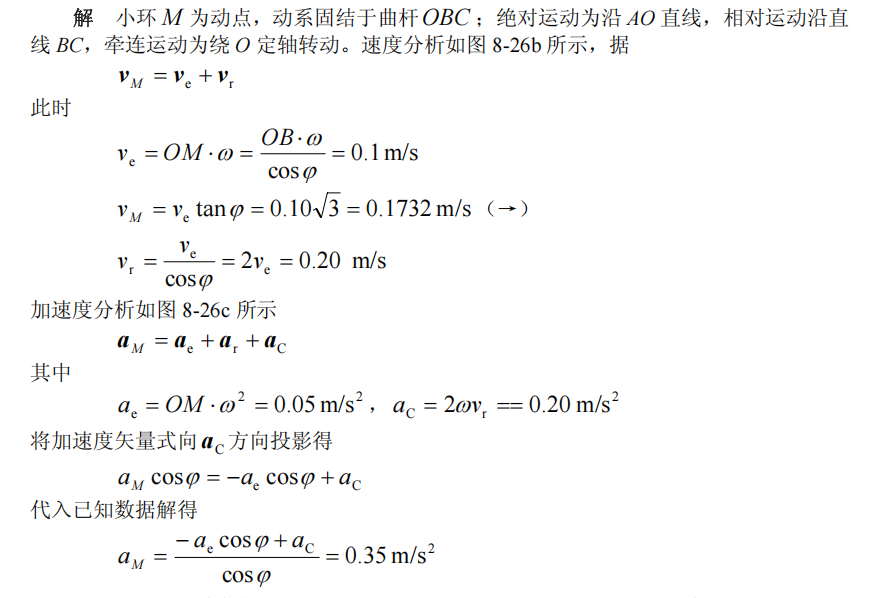 解 小环 M 为动点，动系固结于曲杆 OBC；绝对运动为沿 AO 直线，相对运动沿直
线 BC，牵连运动为绕 O 定轴转动。速度分析如图 8-26b 所示，据
v_M = v_e + v_r
此时
v_e = OM · ω = \frac{OB · ω}{cos φ} = 0.1 m/s
v_M = v_e tan φ = 0.10√3 = 0.1732 m/s（→）
v_r = \frac{v_e}{cos φ} = 2v_e = 0.20 m/s
加速度分析如图 8-26c 所示
a_M = a_e + a_r + a_C
其中
a_e = OM · ω² = 0.05 m/s²，a_C = 2ωv_r == 0.20 m/s²
将加速度矢量式向 a_C 方向投影得
a_M cos φ = −a_e cos φ + a_C
代入已知数据解得
a_M = \frac{−a_e cos φ + a_C}{cos φ} = 0.35 m/s²